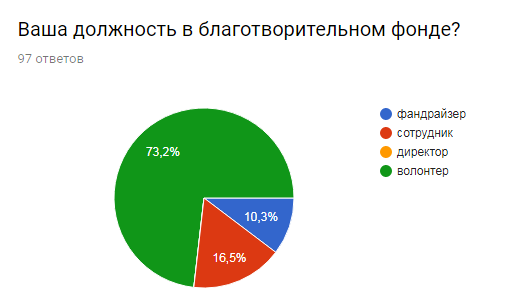 Ваша должность в благотворительном фонде?
97 ответов
фандрайзер
сотрудник
директор
волонтер
73,2%
10,3%
16,5%